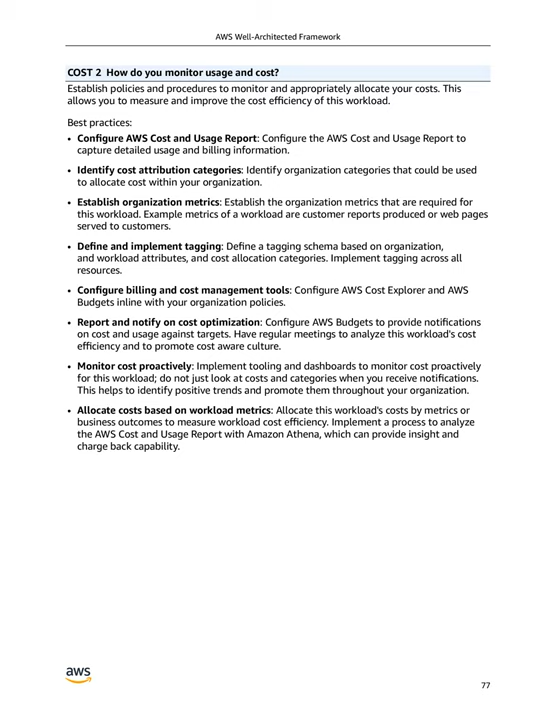 AWS Well-Architected Framework
COST 2 How do you monitor usage and cost?
Establish policies and procedures to monitor and appropriately allocate your costs. This
allows you to measure and improve the cost efficiency of this workload.
Best practices:
• Configure AWS Cost and Usage Report: Configure the AWS Cost and Usage Report to
capture detailed usage and billing information.
• Identify cost attribution categories: Identify organization categories that could be used
to allocate cost within your organization.
• Establish organization metrics: Establish the organization metrics that are required for
this workload. Example metrics of a workload are customer reports produced or web pages
served to customers.
• Define and implement tagging: Define a tagging schema based on organization,
and workload attributes, and cost allocation categories. Implement tagging across all
resources.
• Configure billing and cost management tools: Configure AWS Cost Explorer and AWS
Budgets inline with your organization policies.
• Report and notify on cost optimization: Configure AWS Budgets to provide notifications
on cost and usage against targets. Have regular meetings to analyze this workload's cost
efficiency and to promote cost aware culture.
• Monitor cost proactively: Implement tooling and dashboards to monitor cost proactively
for this workload; do not just look at costs and categories when you receive notifications.
This helps to identify positive trends and promote them throughout your organization.
• Allocate costs based on workload metrics: Allocate this workload's costs by metrics or
business outcomes to measure workload cost efficiency. Implement a process to analyze
the AWS Cost and Usage Report with Amazon Athena, which can provide insight and
charge back capability.
aws
77